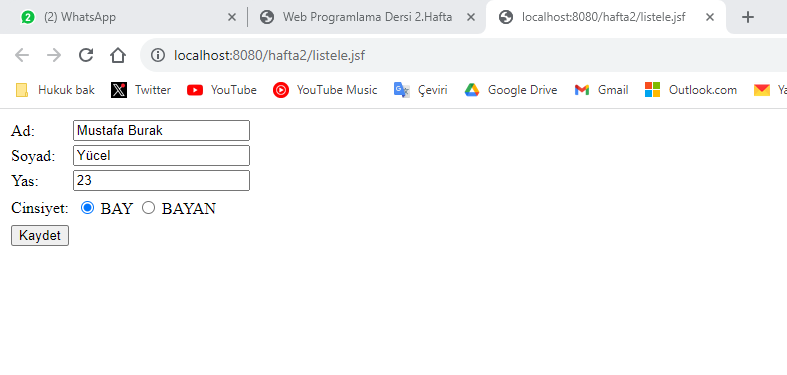 (2) WhatsApp
Web Programlama Dersi 2.Hafta
localhost:8080/hafta2/listele.jsf
localhost:8080/hafta2/listele.jsf
Hukuk bak Twitter YouTube YouTube Music Çeviri Google Drive Gmail Outlook.com
Ad: Mustafa Burak
Soyad: Yücel
Yas: 23
Cinsiyet: BAY BAYAN
Kaydet